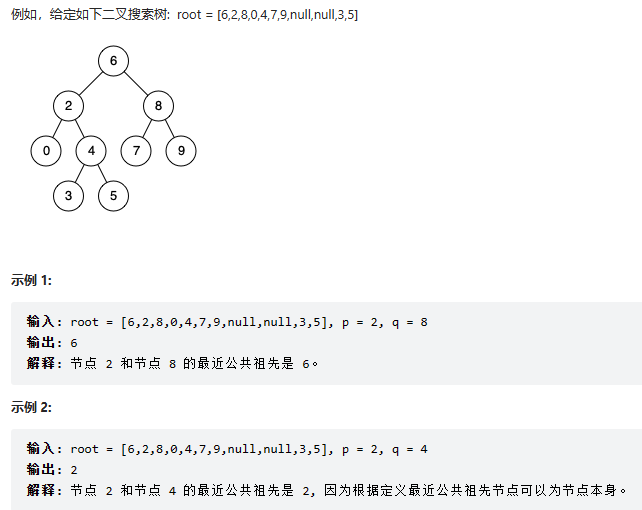 例如，给定如下二叉搜索树: root = [6,2,8,0,4,7,9,null,null,3,5]
6
2 8
0 4 7 9
3 5
示例 1:
输入: root = [6,2,8,0,4,7,9,null,null,3,5], p = 2, q = 8
输出: 6
解释: 节点 2 和节点 8 的最近公共祖先是 6。
示例 2:
输入: root = [6,2,8,0,4,7,9,null,null,3,5], p = 2, q = 4
输出: 2
解释: 节点 2 和节点 4 的最近公共祖先是 2, 因为根据定义最近公共祖先节点可以为节点本身。